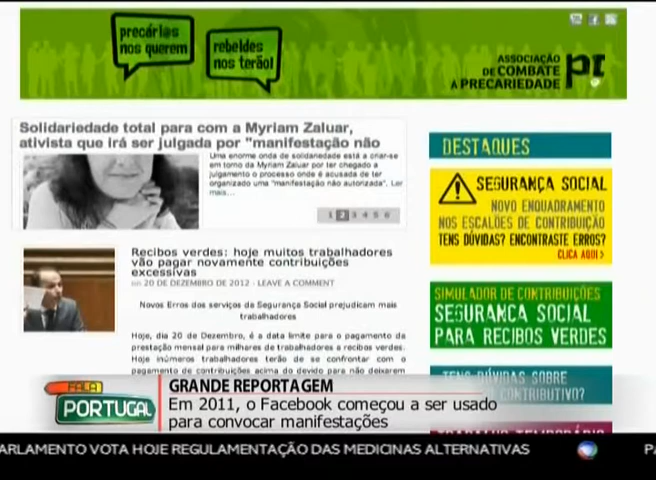 precári@s
nos querem
rebeldes
nos terão!
ASSOCIAÇÃO
DE COMBATE
A PRECARIEDADE
Solidariedade total para com a Myriam Zaluar,
ativista que irá ser julgada por "manifestação não
Uma enorme onda de solidariedade está a criar-se
em torno da Myriam Zaluar por ter chegado a
julgamento o processo onde é acusada de ter
organizado uma "manifestação não autorizada". Ler
mais...
1 2 3 4 5 6
DESTAQUES
SEGURANÇA SOCIAL
NOVO ENQUADRAMENTO
NOS ESCALÕES DE CONTRIBUIÇÃO
TENS DÚVIDAS? ENCONTRASTE ERROS?
CLICA AQUI >
Recibos verdes: hoje muitos trabalhadores
vão pagar novamente contribuições
excessivas
on 20 DE DEZEMBRO DE 2012 · LEAVE A COMMENT
Novos Erros dos serviços da Segurança Social prejudicam mais
trabalhadores
Hoje, dia 20 de Dezembro, é a data limite para o pagamento da
prestação mensal para milhares de trabalhadores a recibos verdes.
Hoje inúmeros trabalhadores terão de se confrontar com o
pagamento de contribuições acima do devido para não deixarem
SIMULADOR DE CONTRIBUIÇÕES
SEGURANÇA SOCIAL
PARA RECIBOS VERDES
TENS DÚVIDAS SOBRE
CONTRIBUTIVO?
FALA
PORTUGAL
GRANDE REPORTAGEM
Em 2011, o Facebook começou a ser usado
para convocar manifestações
ARLAMENTO VOTA HOJE REGULAMENTAÇÃO DAS MEDICINAS ALTERNATIVAS